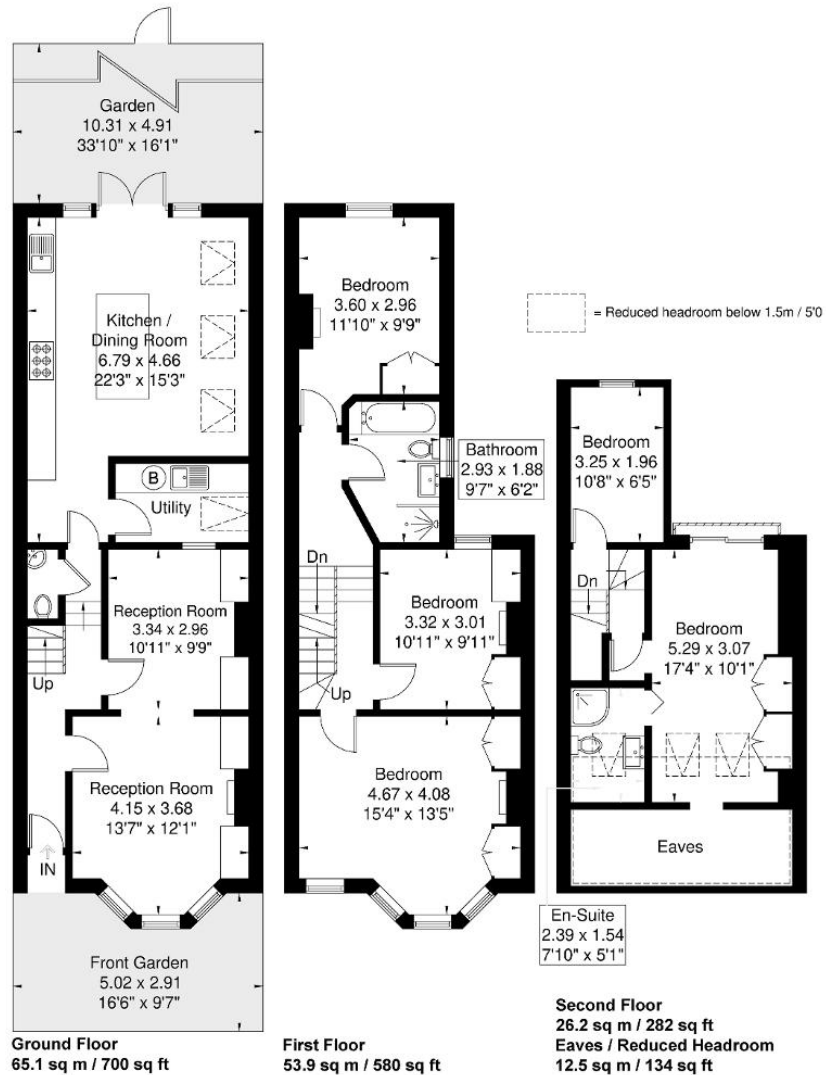 Garden
10.31 x 4.91
33'10" x 16'1"
Kitchen /
Dining Room
6.79 x 4.66
22'3" x 15'3"
B
Utility
Reception Room
3.34 x 2.96
10'11" x 9'9"
Up
Reception Room
4.15 x 3.68
13'7" x 12'1"
IN
Front Garden
5.02 x 2.91
16'6" x 9'7"
Ground Floor
65.1 sq m / 700 sq ft
Bedroom
3.60 x 2.96
11'10" x 9'9"
Bathroom
2.93 x 1.88
9'7" x 6'2"
Dn
Bedroom
3.32 x 3.01
10'11" x 9'11"
Up
Bedroom
4.67 x 4.08
15'4" x 13'5"
First Floor
53.9 sq m / 580 sq ft
= Reduced headroom below 1.5m / 5'0
Bedroom
3.25 x 1.96
10'8" x 6'5"
Dn
Bedroom
5.29 x 3.07
17'4" x 10'1"
Eaves
En-Suite
2.39 x 1.54
7'10" x 5'1"
Second Floor
26.2 sq m / 282 sq ft
Eaves / Reduced Headroom
12.5 sq m / 134 sq ft